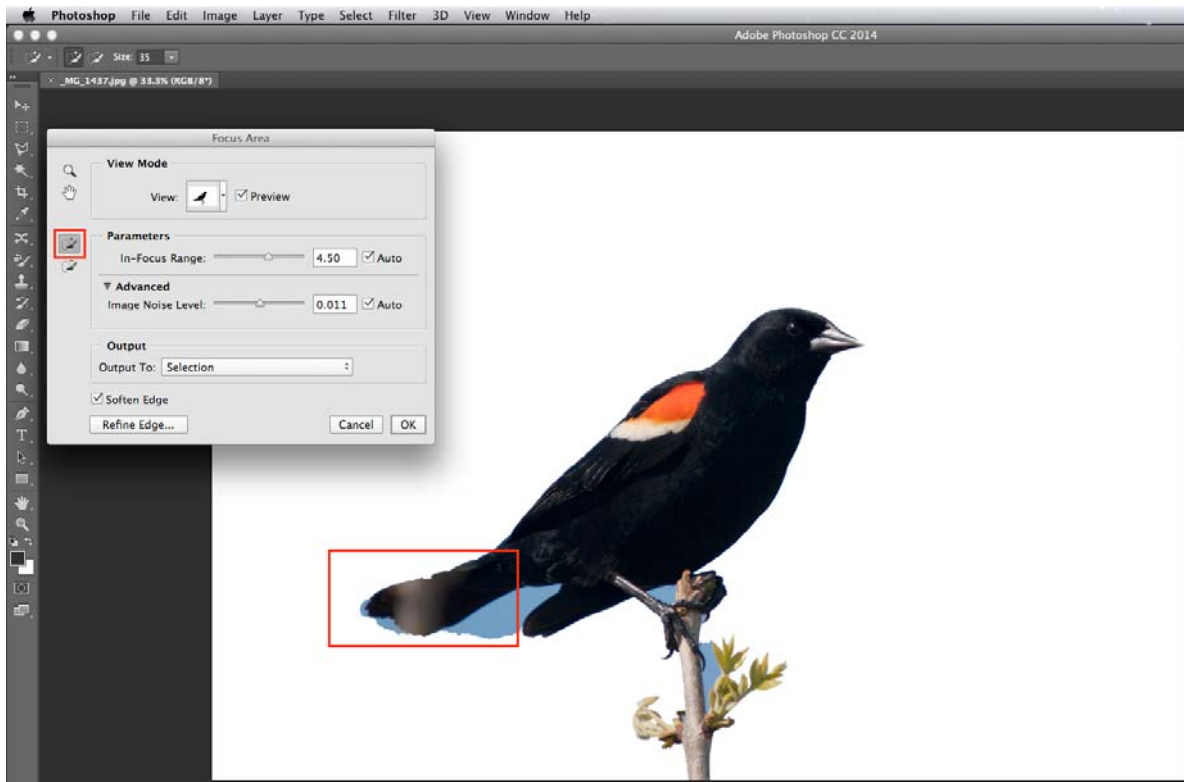 Photoshop File Edit Image Layer Type Select Filter 3D View Window Help
Adobe Photoshop CC 2014
Size: 35
× _MG_1437.jpg @ 33.3% (RGB/8*)
Focus Area
View Mode
View: Preview
Parameters
In-Focus Range: 4.50 Auto
Advanced
Image Noise Level: 0.011 Auto
Output
Output To: Selection
Soften Edge
Refine Edge... Cancel OK